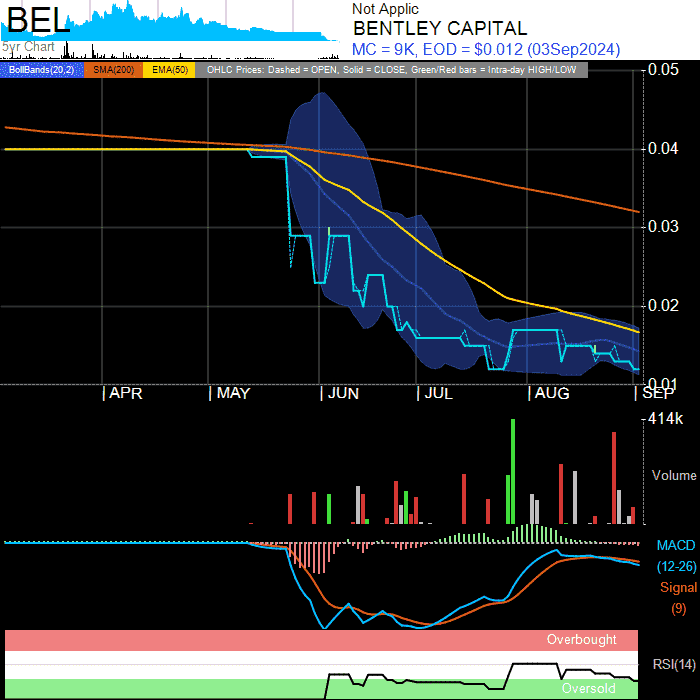 BEL
5yr Chart
Not Applic
BENTLEY CAPITAL
MC = 9K, EOD = $0.012 (03Sep2024)
BollBands(20,2) SMA(200) EMA(50) OHLC Prices: Dashed = OPEN, Solid = CLOSE, Green/Red bars = Intra-day HIGH/LOW
0.05
0.04
0.03
0.02
0.01
APR MAY JUN JUL AUG SEP
414k
Volume
MACD
(12-26)
Signal
(9)
Overbought
RSI(14)
Oversold